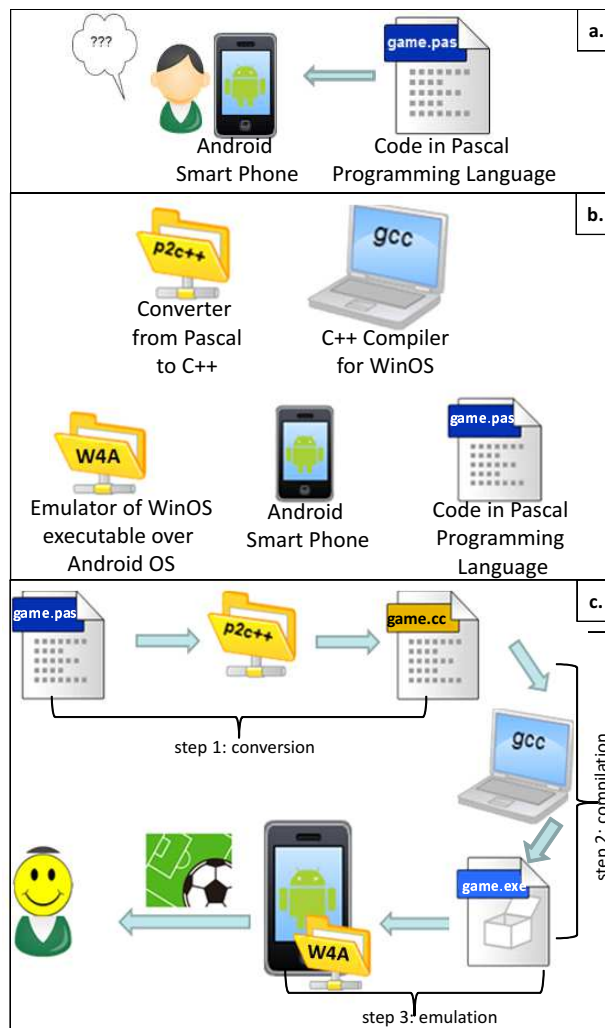 a.
???
game.pas
Android
Smart Phone
Code in Pascal
Programming Language
b.
p2c++
gcc
Converter
from Pascal
to C++
C++ Compiler
for WinOS
W4A
game.pas
Emulator of WinOS
executable over
Android OS
Android
Smart Phone
Code in Pascal
Programming
Language
c.
game.pas
p2c++
game.cc
step 1: conversion
gcc
step 2: compilation
game.exe
W4A
step 3: emulation